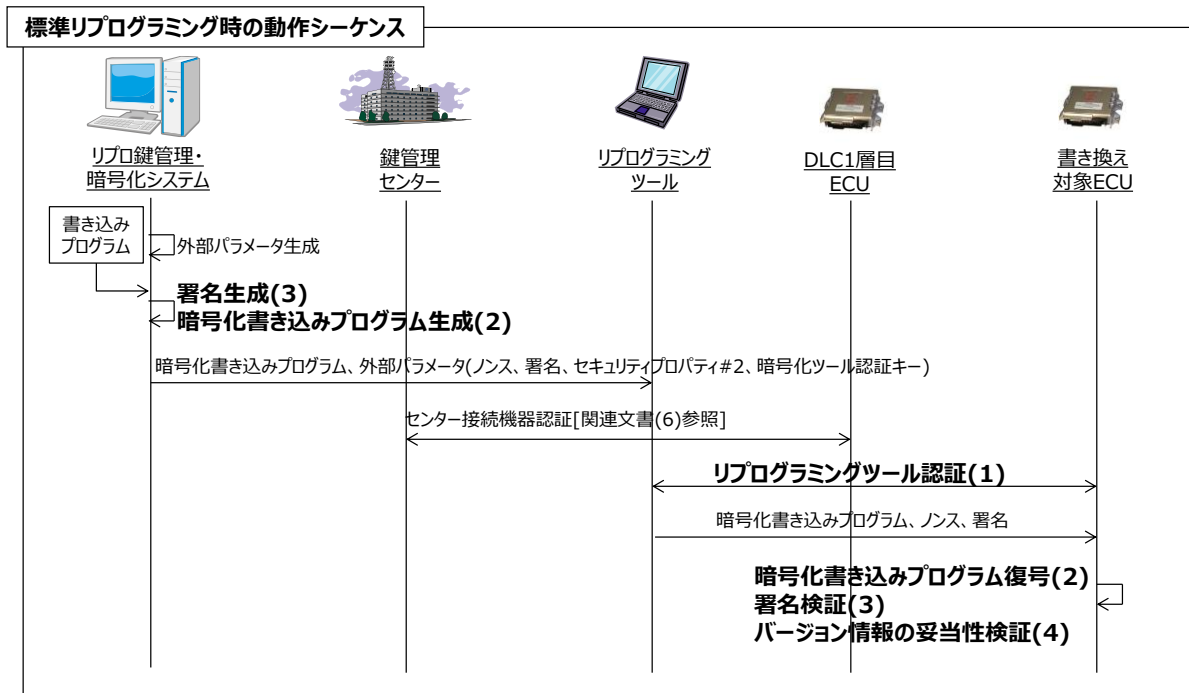 標準リプログラミング時の動作シーケンス
リプロ鍵管理・
暗号化システム
鍵管理
センター
リプログラミング
ツール
DLC1層目
ECU
書き換え
対象ECU
書き込み
プログラム
外部パラメータ生成
署名生成(3)
暗号化書き込みプログラム生成(2)
暗号化書き込みプログラム、外部パラメータ(ノンス、署名、セキュリティプロパティ#2、暗号化ツール認証キー)
センター接続機器認証[関連文書(6)参照]
リプログラミングツール認証(1)
暗号化書き込みプログラム、ノンス、署名
暗号化書き込みプログラム復号(2)
署名検証(3)
バージョン情報の妥当性検証(4)